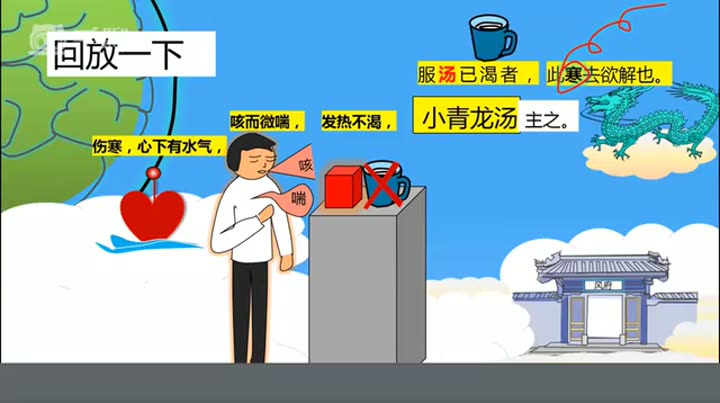 回放一下
服汤已渴者，此寒去欲解也。
咳而微喘，发热不渴，小青龙汤主之。
伤寒，心下有水气，
咳
喘
风府